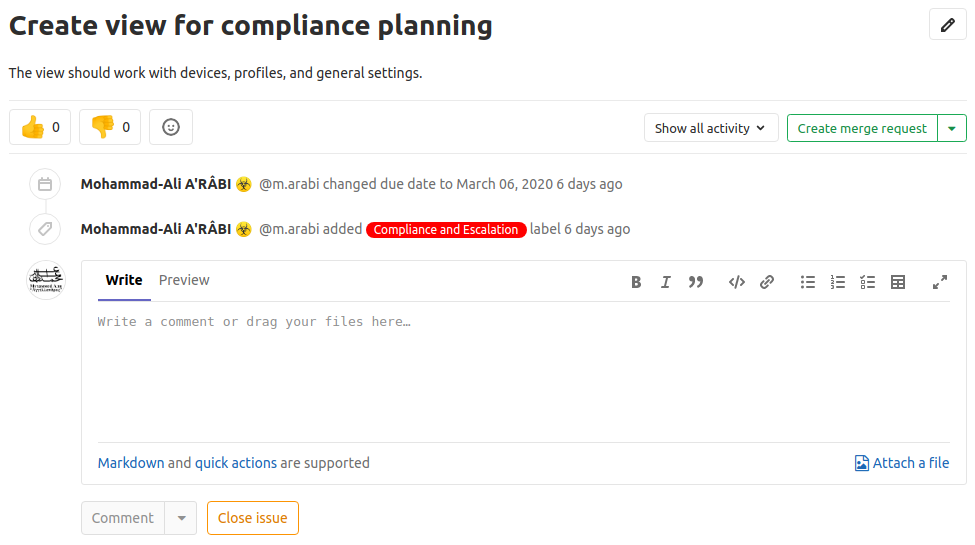 Create view for compliance planning
The view should work with devices, profiles, and general settings.
0 0 Show all activity Create merge request
Mohammad-Ali A'RÂBI @m.arabi changed due date to March 06, 2020 6 days ago
Mohammad-Ali A'RÂBI @m.arabi added Compliance and Escalation label 6 days ago
Write Preview
Write a comment or drag your files here…
Markdown and quick actions are supported Attach a file
Comment Close issue